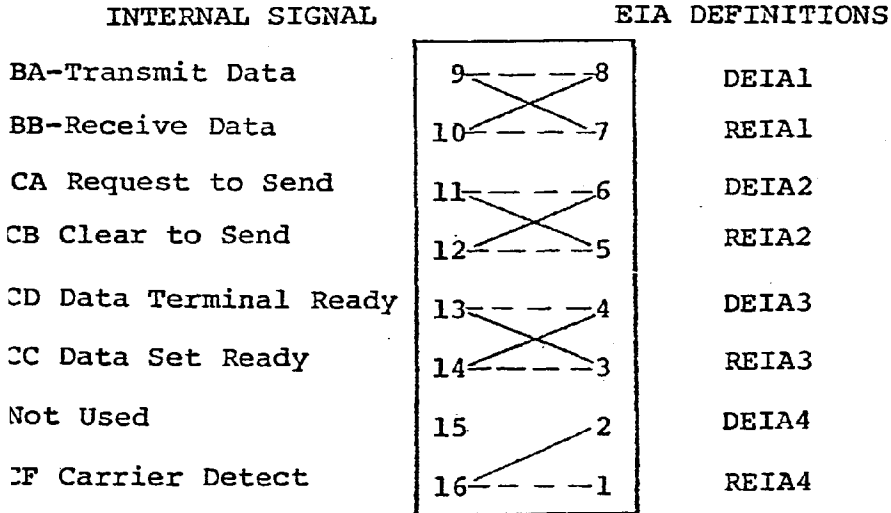 INTERNAL SIGNAL EIA DEFINITIONS
BA-Transmit Data 9 8 DEIA1
BB-Receive Data 10 7 REIA1
CA Request to Send 11 6 DEIA2
CB Clear to Send 12 5 REIA2
CD Data Terminal Ready 13 4 DEIA3
CC Data Set Ready 14 3 REIA3
Not Used 15 2 DEIA4
CF Carrier Detect 16 1 REIA4